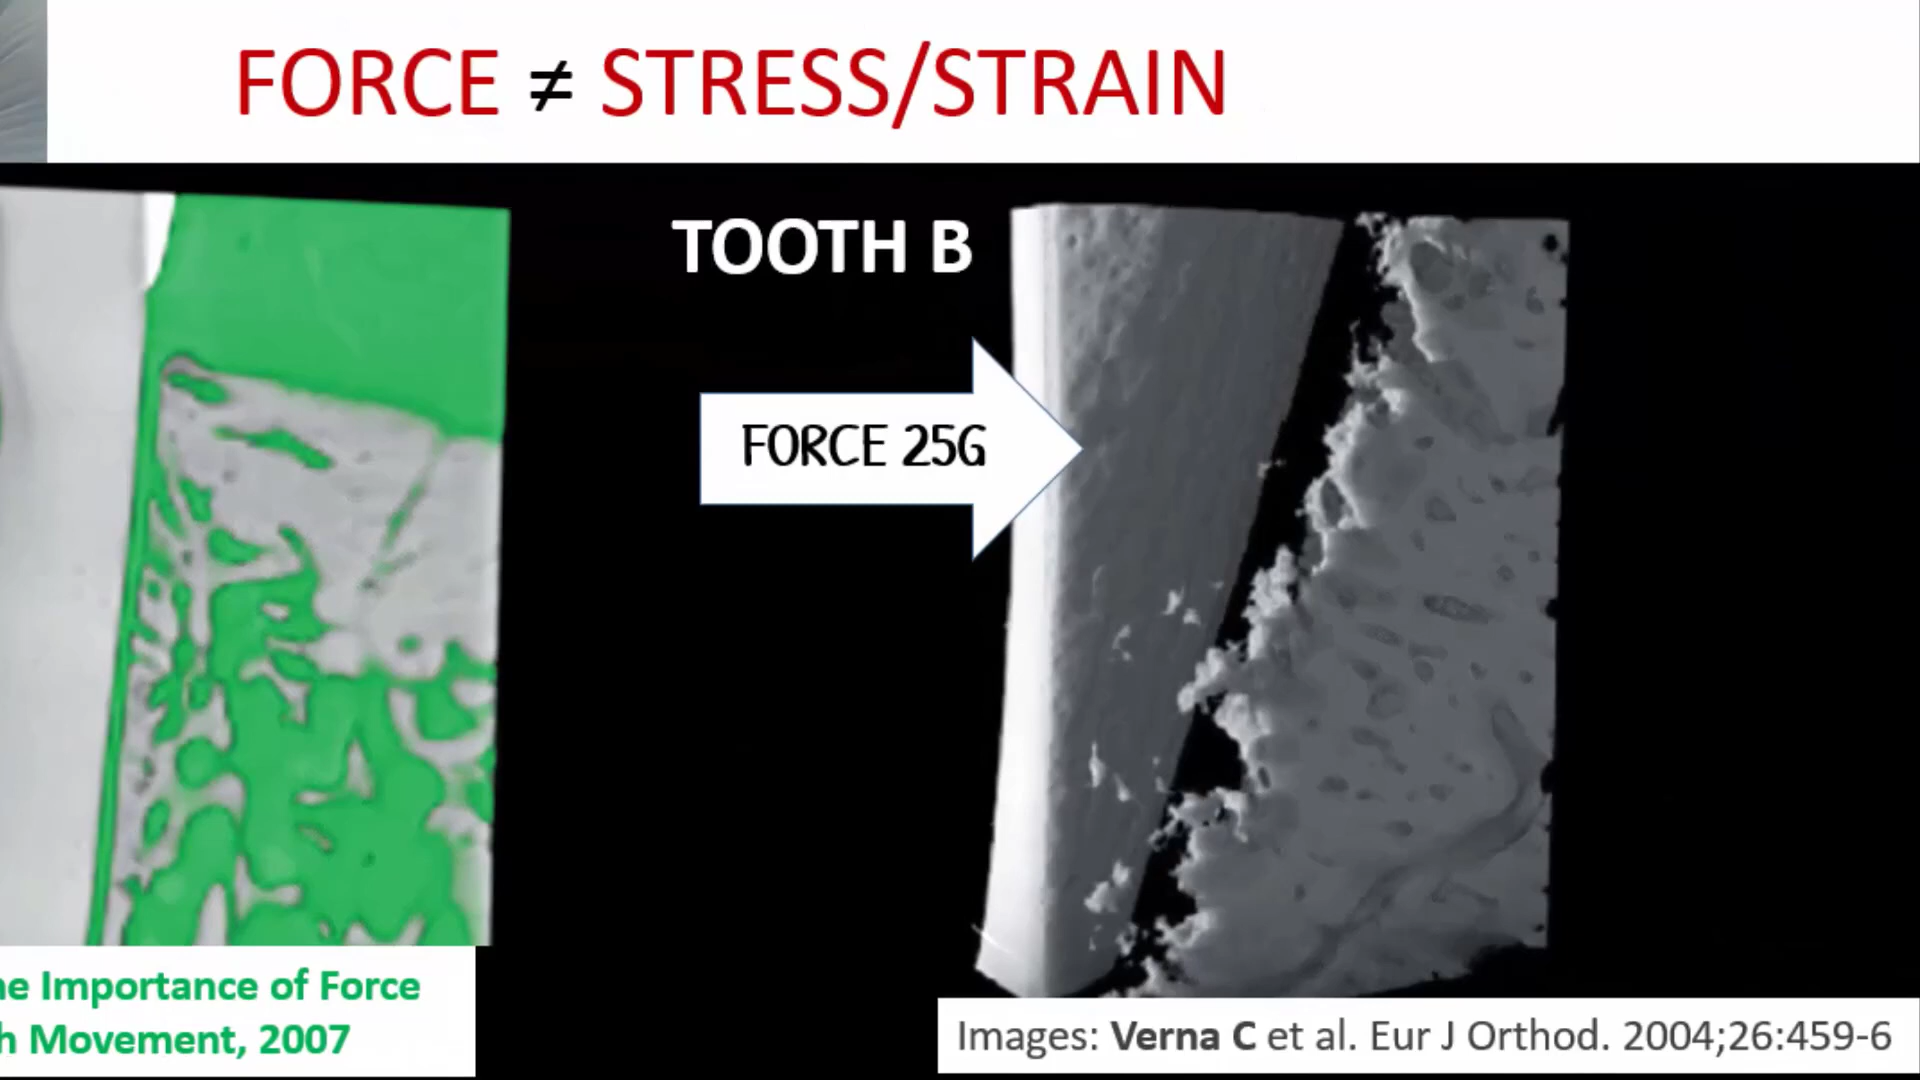 FORCE ≠ STRESS/STRAIN
TOOTH B
FORCE 25G
Importance of Force
Movement, 2007
Images: Verna C et al. Eur J Orthod. 2004;26:459-6